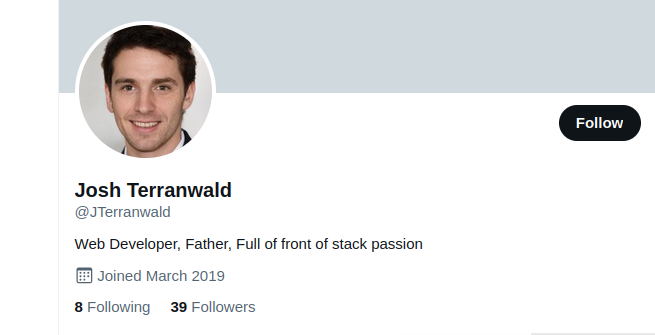 Follow
Josh Terranwald
@JTerranwald
Web Developer, Father, Full of front of stack passion
Joined March 2019
8 Following 39 Followers